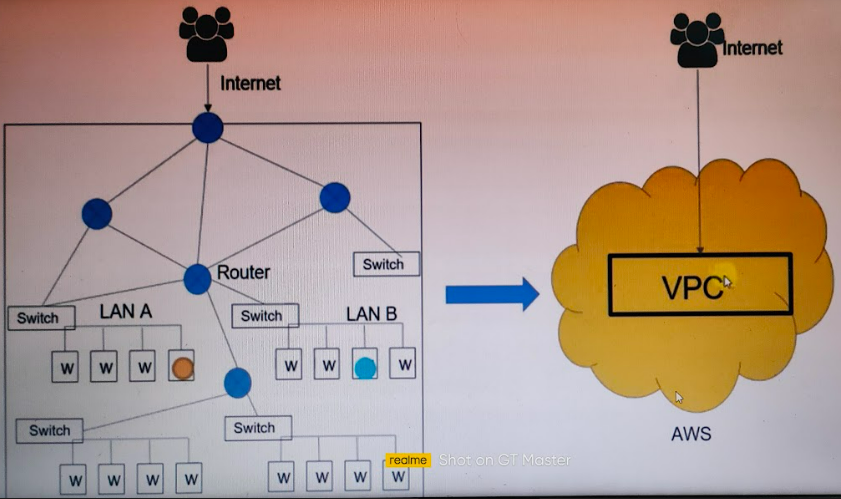 Internet
Internet
Router
Switch
Switch
LAN A
Switch
LAN B
VPC
W
W
W
W
W
W
AWS
Switch
Switch
W
W
W
W
W
W
W
W
realme Shot on GT Master